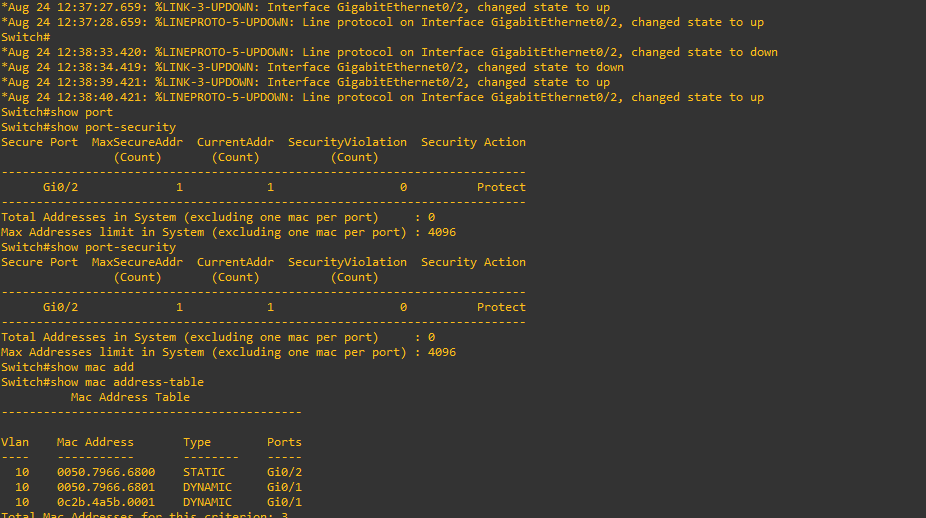 *Aug 24 12:37:27.659: %LINK-3-UPDOWN: Interface GigabitEthernet0/2, changed state to up
*Aug 24 12:37:28.659: %LINEPROTO-5-UPDOWN: Line protocol on Interface GigabitEthernet0/2, changed state to up
Switch#
*Aug 24 12:38:33.420: %LINEPROTO-5-UPDOWN: Line protocol on Interface GigabitEthernet0/2, changed state to down
*Aug 24 12:38:34.419: %LINK-3-UPDOWN: Interface GigabitEthernet0/2, changed state to down
*Aug 24 12:38:39.421: %LINK-3-UPDOWN: Interface GigabitEthernet0/2, changed state to up
*Aug 24 12:38:40.421: %LINEPROTO-5-UPDOWN: Line protocol on Interface GigabitEthernet0/2, changed state to up
Switch#show port
Switch#show port-security
Secure Port  MaxSecureAddr  CurrentAddr  SecurityViolation  Security Action
                (Count)       (Count)          (Count)
---------------------------------------------------------------------------
      Gi0/2              1            1                  0          Protect
---------------------------------------------------------------------------
Total Addresses in System (excluding one mac per port)     : 0
Max Addresses limit in System (excluding one mac per port) : 4096
Switch#show port-security
Secure Port  MaxSecureAddr  CurrentAddr  SecurityViolation  Security Action
                (Count)       (Count)          (Count)
---------------------------------------------------------------------------
      Gi0/2              1            1                  0          Protect
---------------------------------------------------------------------------
Total Addresses in System (excluding one mac per port)     : 0
Max Addresses limit in System (excluding one mac per port) : 4096
Switch#show mac add
Switch#show mac address-table
          Mac Address Table
-------------------------------------------
Vlan    Mac Address       Type        Ports
----    -----------       --------    -----
  10    0050.7966.6800    STATIC      Gi0/2
  10    0050.7966.6801    DYNAMIC     Gi0/1
  10    0c2b.4a5b.0001    DYNAMIC     Gi0/1
Total Mac Addresses for this criterion: 3